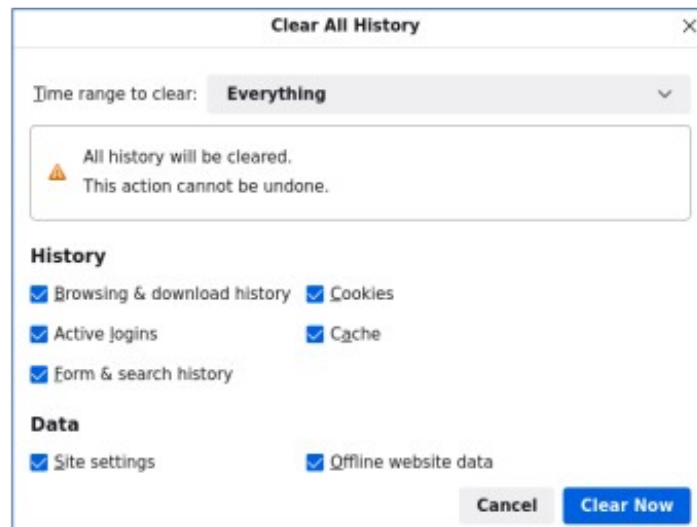 Clear All History
Time range to clear: Everything
All history will be cleared.
This action cannot be undone.
History
Browsing & download history Cookies
Active logins Cache
Form & search history
Data
Site settings Offline website data
Cancel Clear Now